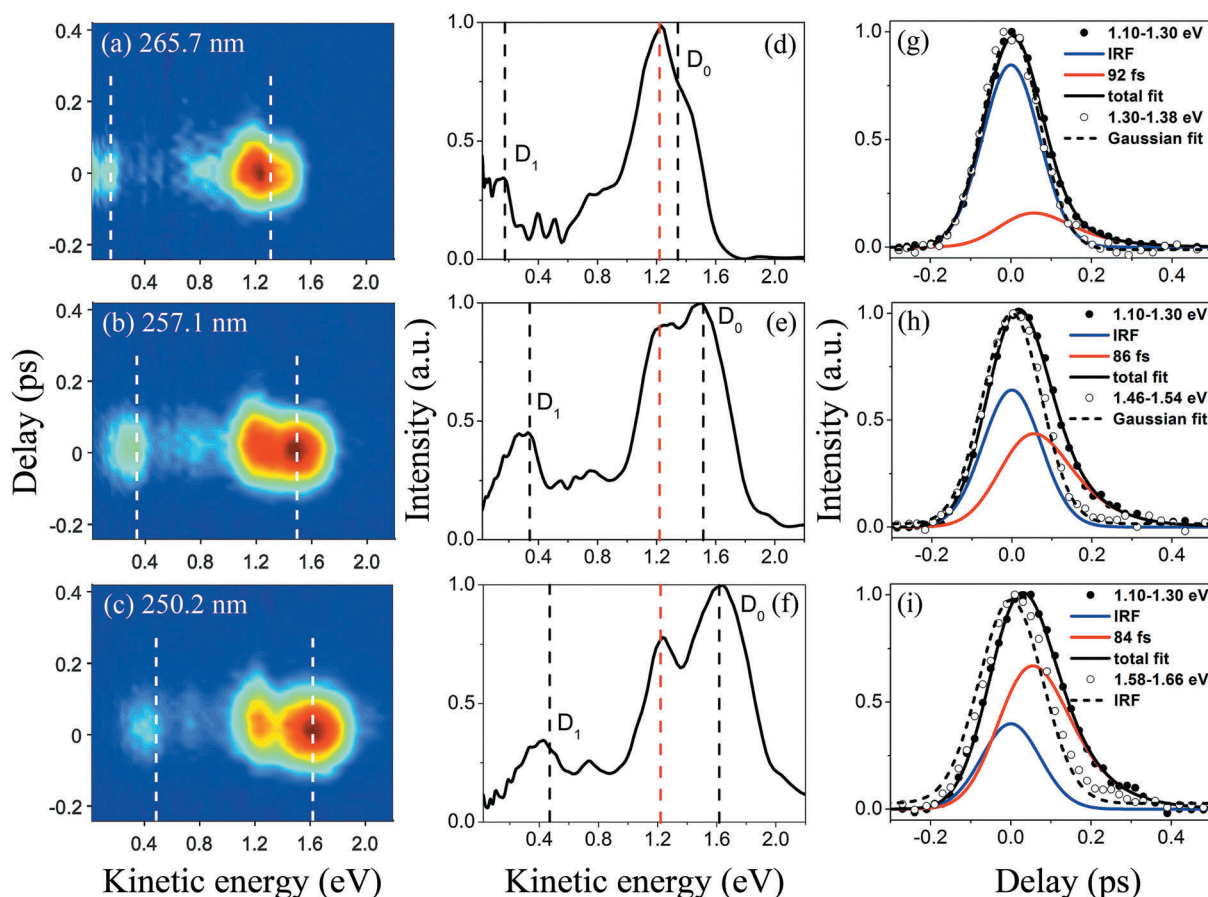 (a) 265.7 nm
0.4
0.2
0
-0.2
0.4 0.8 1.2 1.6 2.0
(d)
D0
D1
1.0
0.5
0.0
0.4 0.8 1.2 1.6 2.0
(g)
1.10-1.30 eV
IRF
92 fs
total fit
1.30-1.38 eV
Gaussian fit
1.0
0.5
0.0
-0.2 0.0 0.2 0.4
(b) 257.1 nm
0.4
0.2
0
-0.2
0.4 0.8 1.2 1.6 2.0
Delay (ps)
(e)
D0
D1
1.0
0.5
0.0
0.4 0.8 1.2 1.6 2.0
Intensity (a.u.)
(h)
1.10-1.30 eV
IRF
86 fs
total fit
1.46-1.54 eV
Gaussian fit
1.0
0.5
0.0
-0.2 0.0 0.2 0.4
Intensity (a.u.)
(c) 250.2 nm
0.4
0.2
0
-0.2
0.4 0.8 1.2 1.6 2.0
Kinetic energy (eV)
D0 (f)
D1
1.0
0.5
0.0
0.4 0.8 1.2 1.6 2.0
Kinetic energy (eV)
(i)
1.10-1.30 eV
IRF
84 fs
total fit
1.58-1.66 eV
IRF
1.0
0.5
0.0
-0.2 0.0 0.2 0.4
Delay (ps)